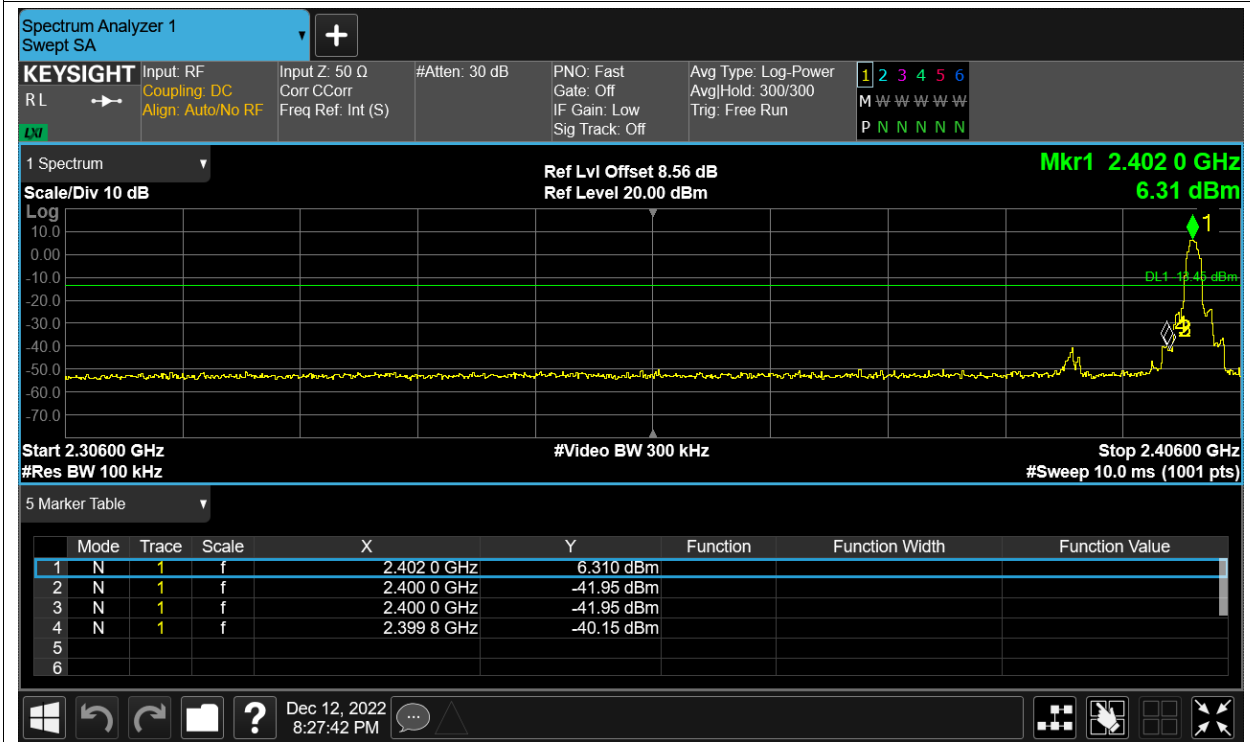 Spectrum Analyzer 1
Swept SA
+
KEYSIGHT
R L
LXI
Input: RF
Coupling: DC
Align: Auto/No RF
Input Z: 50 Ω
Corr CCorr
Freq Ref: Int (S)
#Atten: 30 dB
PNO: Fast
Gate: Off
IF Gain: Low
Sig Track: Off
Avg Type: Log-Power
Avg|Hold: 300/300
Trig: Free Run
1 2 3 4 5 6
M W W W W W
P N N N N N
1 Spectrum
Scale/Div 10 dB
Ref Lvl Offset 8.56 dB
Ref Level 20.00 dBm
Mkr1 2.402 0 GHz
6.31 dBm
Log
10.0
0.00
-10.0
-20.0
-30.0
-40.0
-50.0
-60.0
-70.0
1
DL1 -13.45 dBm
Start 2.30600 GHz
#Res BW 100 kHz
#Video BW 300 kHz
Stop 2.40600 GHz
#Sweep 10.0 ms (1001 pts)
5 Marker Table
Mode Trace Scale X Y Function Function Width Function Value
1 N 1 f 2.402 0 GHz 6.310 dBm
2 N 1 f 2.400 0 GHz -41.95 dBm
3 N 1 f 2.400 0 GHz -41.95 dBm
4 N 1 f 2.399 8 GHz -40.15 dBm
5
6
?
Dec 12, 2022
8:27:42 PM